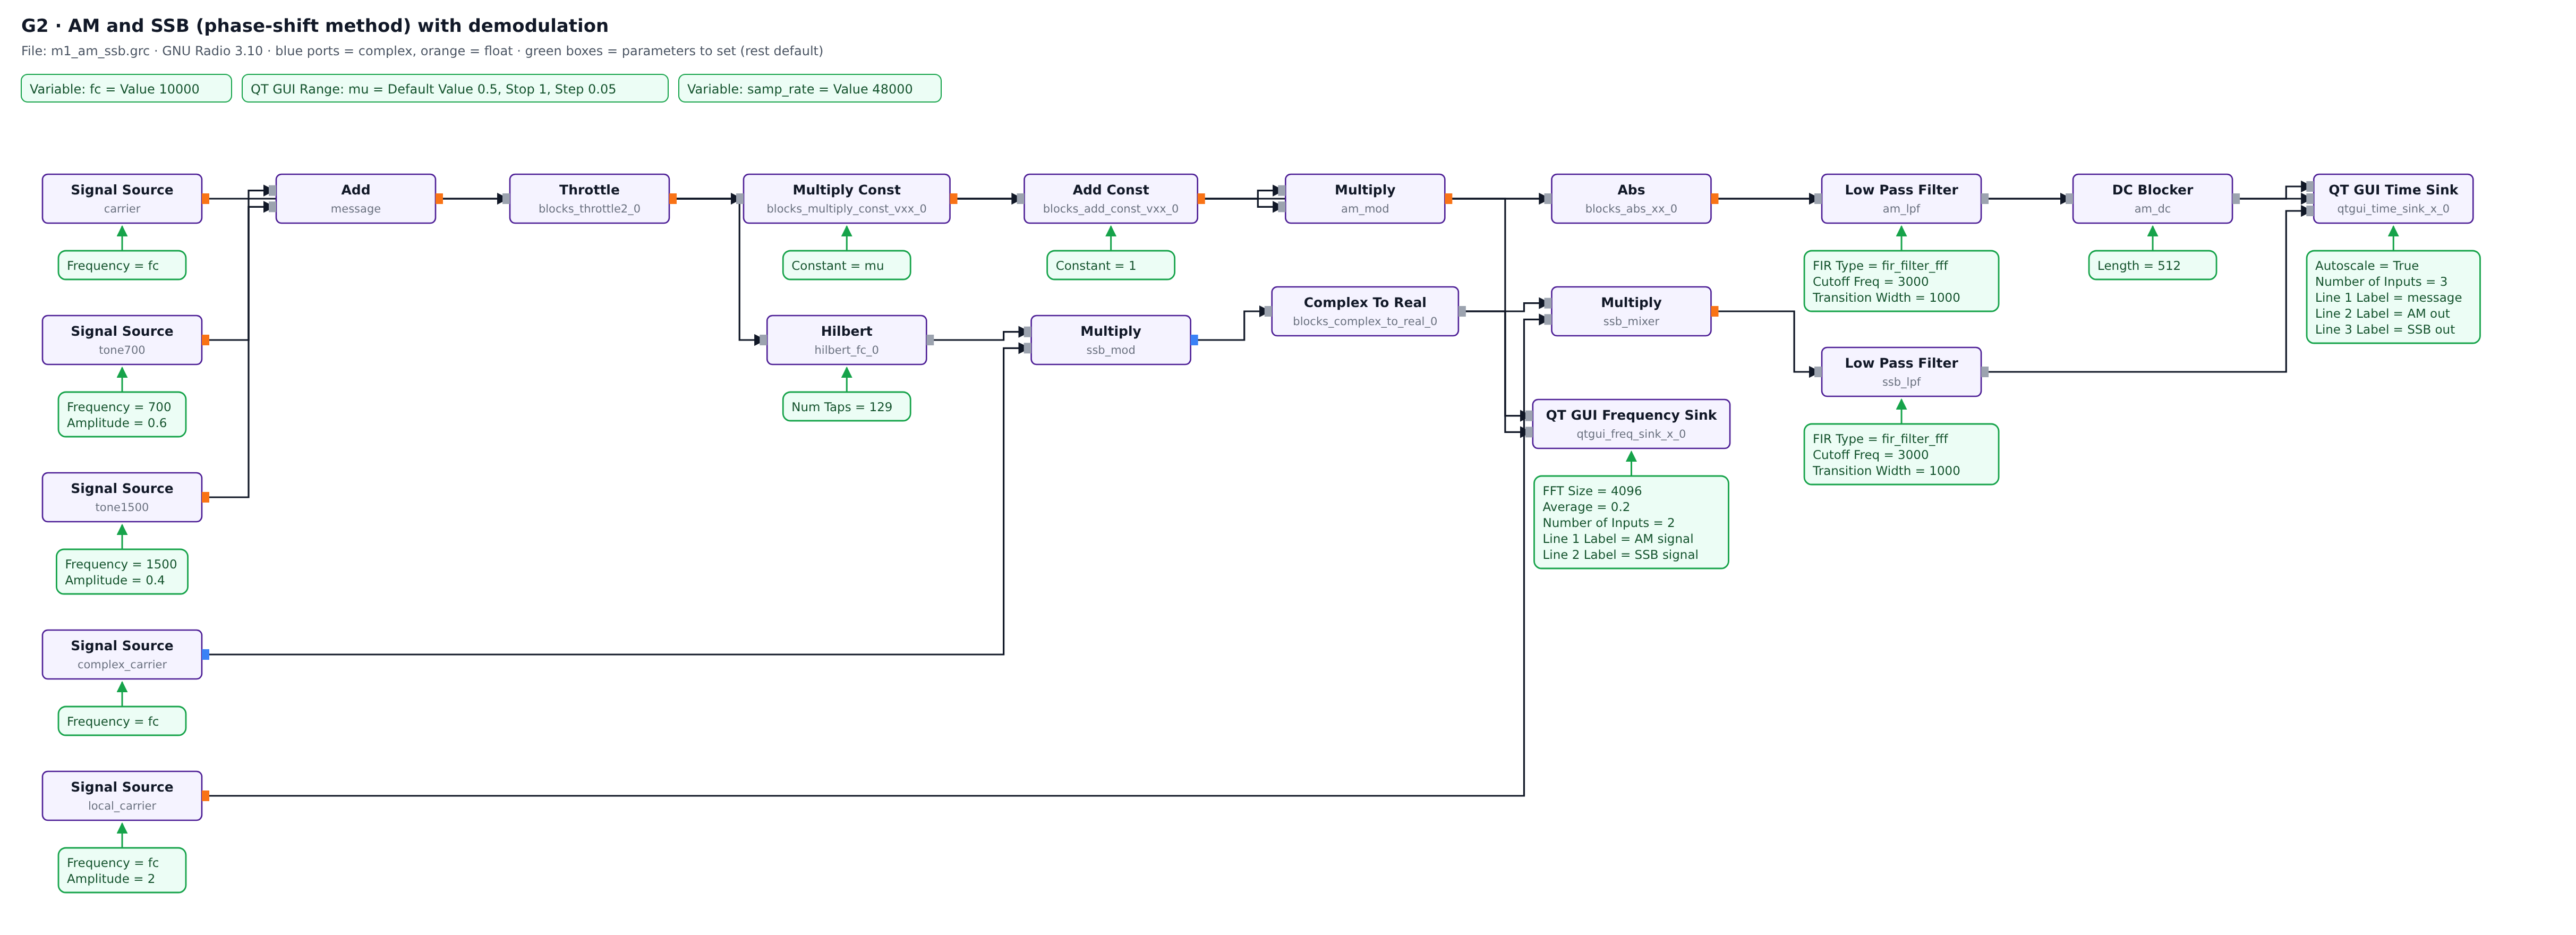 G2 · AM and SSB (phase-shift method) with demodulation
File: m1_am_ssb.grc · GNU Radio 3.10 · blue ports = complex, orange = float · green boxes = parameters to set (rest default)
Variable: fc = Value 10000
QT GUI Range: mu = Default Value 0.5, Stop 1, Step 0.05
Variable: samp_rate = Value 48000
Signal Source
carrier
Frequency = fc
Add
message
Throttle
blocks_throttle2_0
Multiply Const
blocks_multiply_const_vxx_0
Constant = mu
Add Const
blocks_add_const_vxx_0
Constant = 1
Multiply
am_mod
Abs
blocks_abs_xx_0
Low Pass Filter
am_lpf
FIR Type = fir_filter_fff
Cutoff Freq = 3000
Transition Width = 1000
DC Blocker
am_dc
Length = 512
QT GUI Time Sink
qtgui_time_sink_x_0
Autoscale = True
Number of Inputs = 3
Line 1 Label = message
Line 2 Label = AM out
Line 3 Label = SSB out
Signal Source
tone700
Frequency = 700
Amplitude = 0.6
Hilbert
hilbert_fc_0
Num Taps = 129
Multiply
ssb_mod
Complex To Real
blocks_complex_to_real_0
Multiply
ssb_mixer
Low Pass Filter
ssb_lpf
FIR Type = fir_filter_fff
Cutoff Freq = 3000
Transition Width = 1000
QT GUI Frequency Sink
qtgui_freq_sink_x_0
FFT Size = 4096
Average = 0.2
Number of Inputs = 2
Line 1 Label = AM signal
Line 2 Label = SSB signal
Signal Source
tone1500
Frequency = 1500
Amplitude = 0.4
Signal Source
complex_carrier
Frequency = fc
Signal Source
local_carrier
Frequency = fc
Amplitude = 2